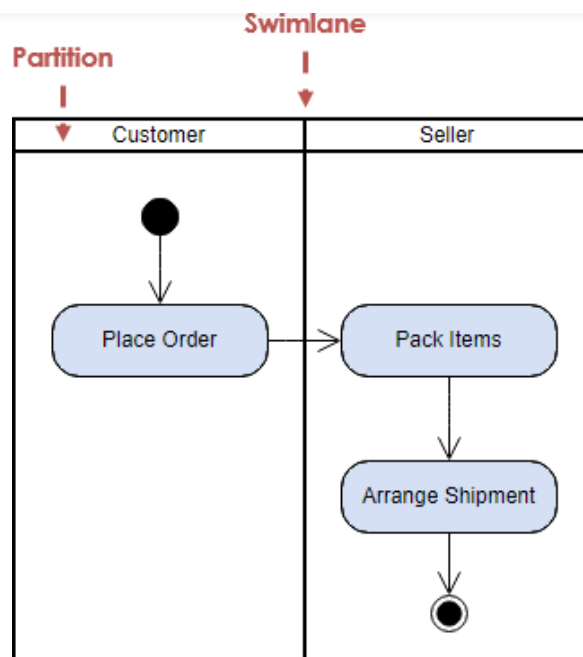 Swimlane
Partition
Customer
Seller
Place Order
Pack Items
Arrange Shipment